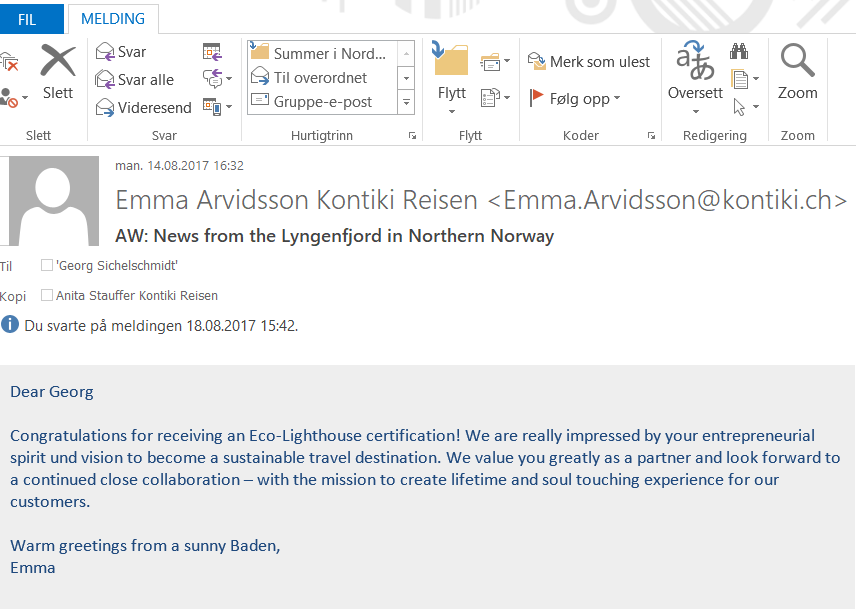 FIL MELDING
Slett
Svar
Svar alle
Videresend
Summer i Nord...
Til overordnet
Gruppe-e-post
Flytt
Merk som ulest
Følg opp
Oversett
Zoom
Slett Svar Hurtigtrinn Flytt Koder Redigering Zoom
man. 14.08.2017 16:32
Emma Arvidsson Kontiki Reisen <Emma.Arvidsson@kontiki.ch>
AW: News from the Lyngenfjord in Northern Norway
Til 'Georg Sichelschmidt'
Kopi Anita Stauffer Kontiki Reisen
Du svarte på meldingen 18.08.2017 15:42.
Dear Georg
Congratulations for receiving an Eco-Lighthouse certification! We are really impressed by your entrepreneurial
spirit und vision to become a sustainable travel destination. We value you greatly as a partner and look forward to
a continued close collaboration – with the mission to create lifetime and soul touching experience for our
customers.
Warm greetings from a sunny Baden,
Emma